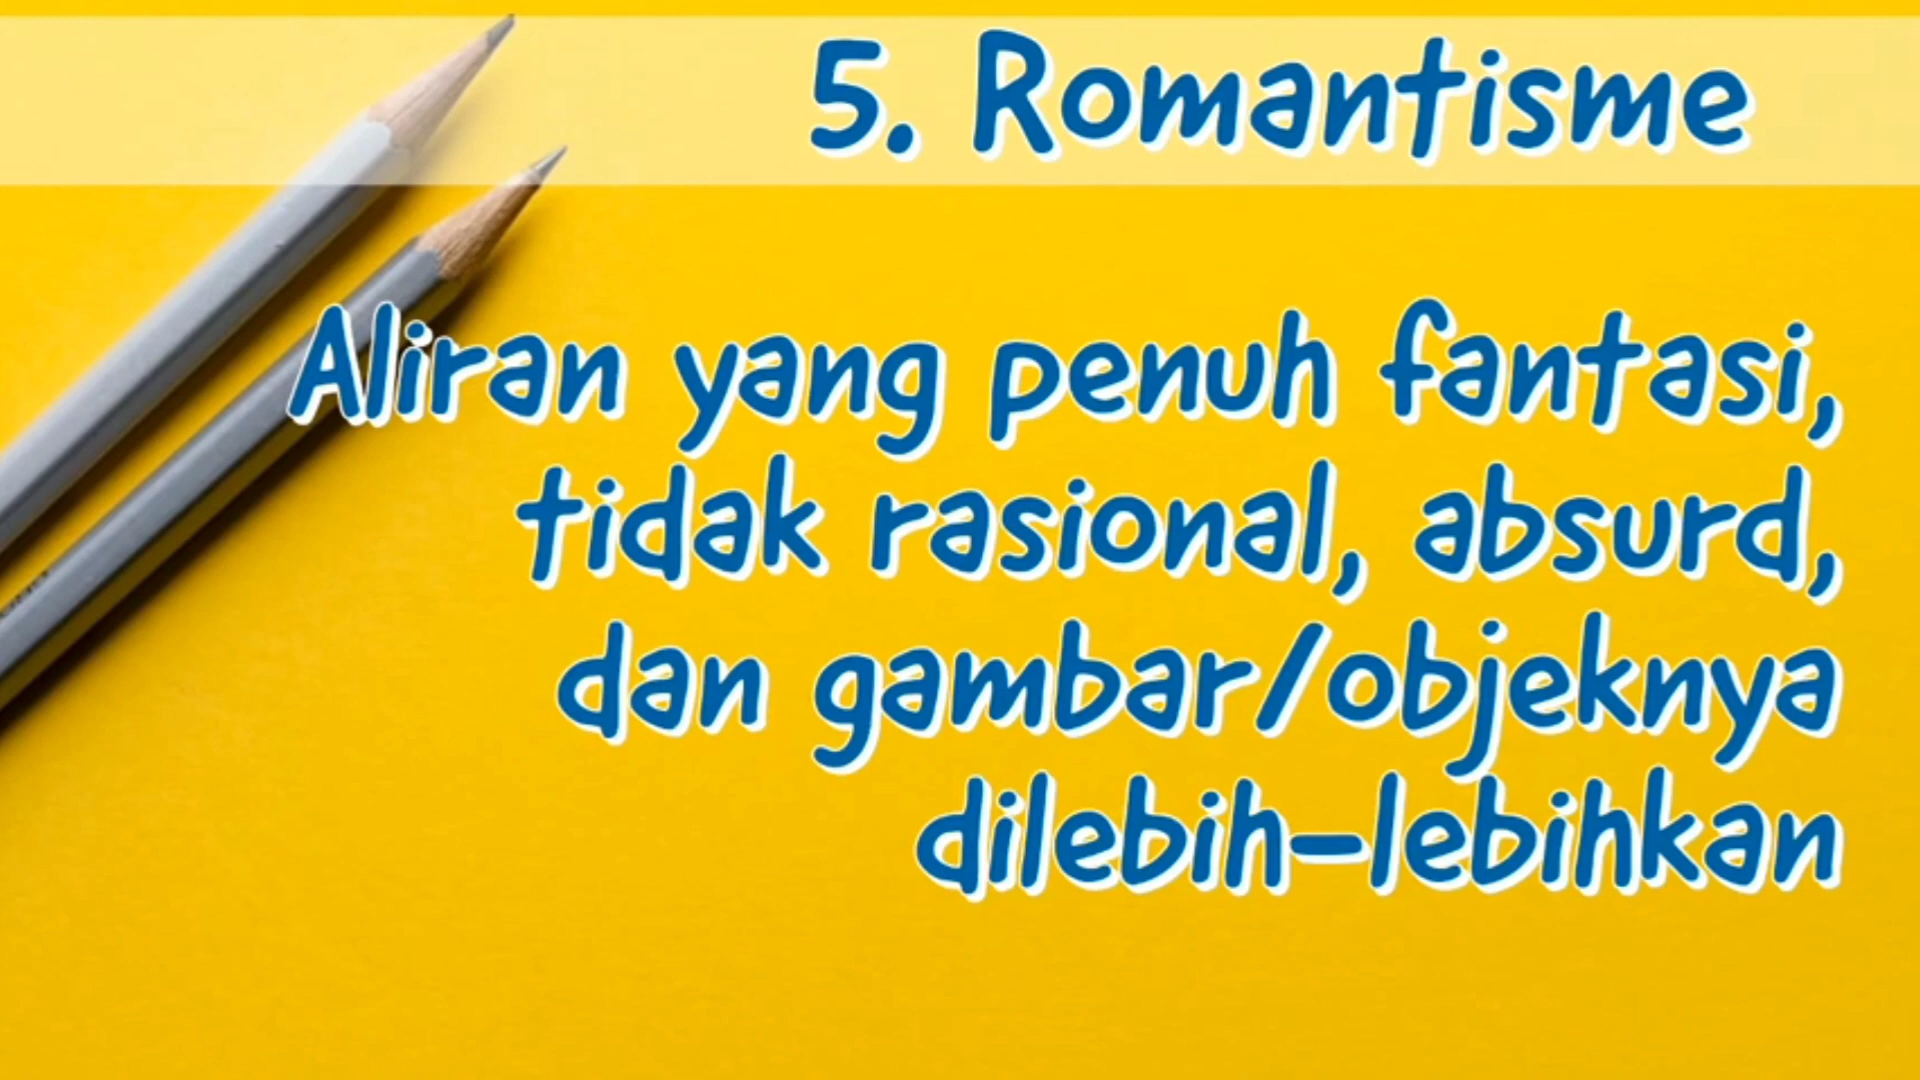 5. Romantisme
Aliran yang penuh fantasi,
tidak rasional, absurd,
dan gambar/objeknya
dilebih-lebihkan